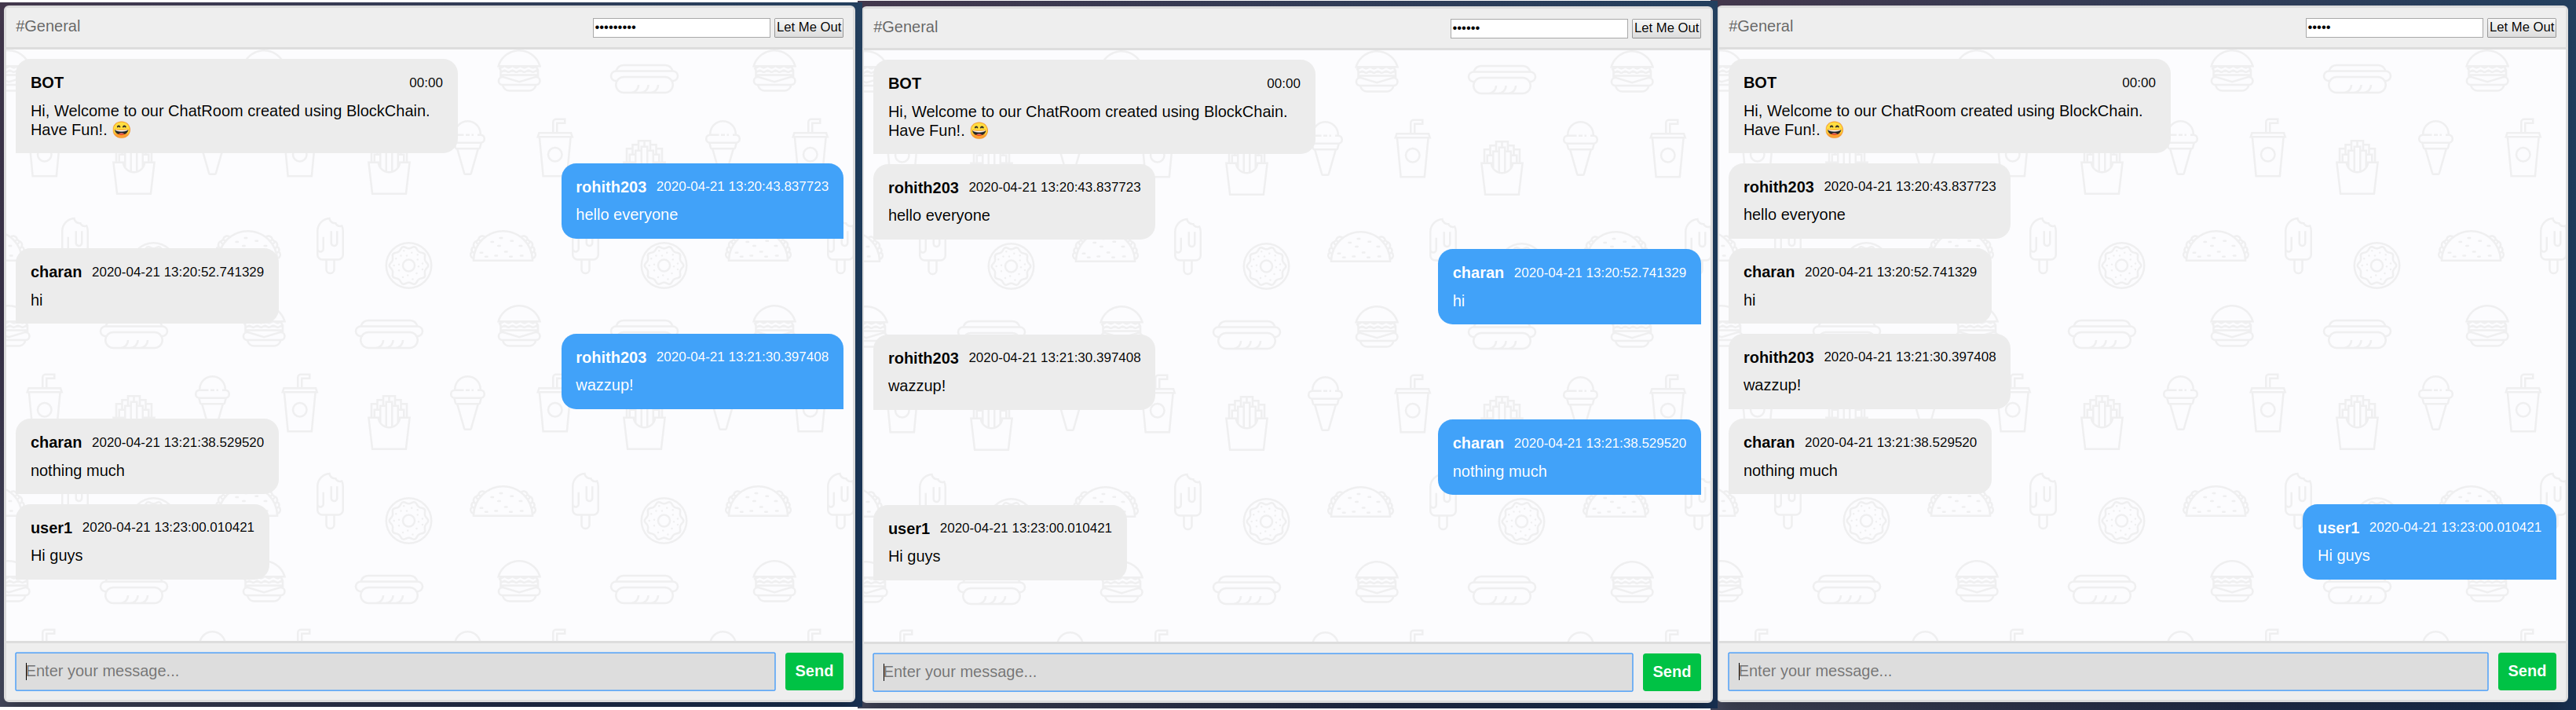 #General
••••••••• Let Me Out
BOT 00:00
Hi, Welcome to our ChatRoom created using BlockChain.
Have Fun!. 😄
rohith203 2020-04-21 13:20:43.837723
hello everyone
charan 2020-04-21 13:20:52.741329
hi
rohith203 2020-04-21 13:21:30.397408
wazzup!
charan 2020-04-21 13:21:38.529520
nothing much
user1 2020-04-21 13:23:00.010421
Hi guys
Enter your message...
Send
#General
•••••• Let Me Out
BOT 00:00
Hi, Welcome to our ChatRoom created using BlockChain.
Have Fun!. 😄
rohith203 2020-04-21 13:20:43.837723
hello everyone
charan 2020-04-21 13:20:52.741329
hi
rohith203 2020-04-21 13:21:30.397408
wazzup!
charan 2020-04-21 13:21:38.529520
nothing much
user1 2020-04-21 13:23:00.010421
Hi guys
Enter your message...
Send
#General
••••• Let Me Out
BOT 00:00
Hi, Welcome to our ChatRoom created using BlockChain.
Have Fun!. 😄
rohith203 2020-04-21 13:20:43.837723
hello everyone
charan 2020-04-21 13:20:52.741329
hi
rohith203 2020-04-21 13:21:30.397408
wazzup!
charan 2020-04-21 13:21:38.529520
nothing much
user1 2020-04-21 13:23:00.010421
Hi guys
Enter your message...
Send